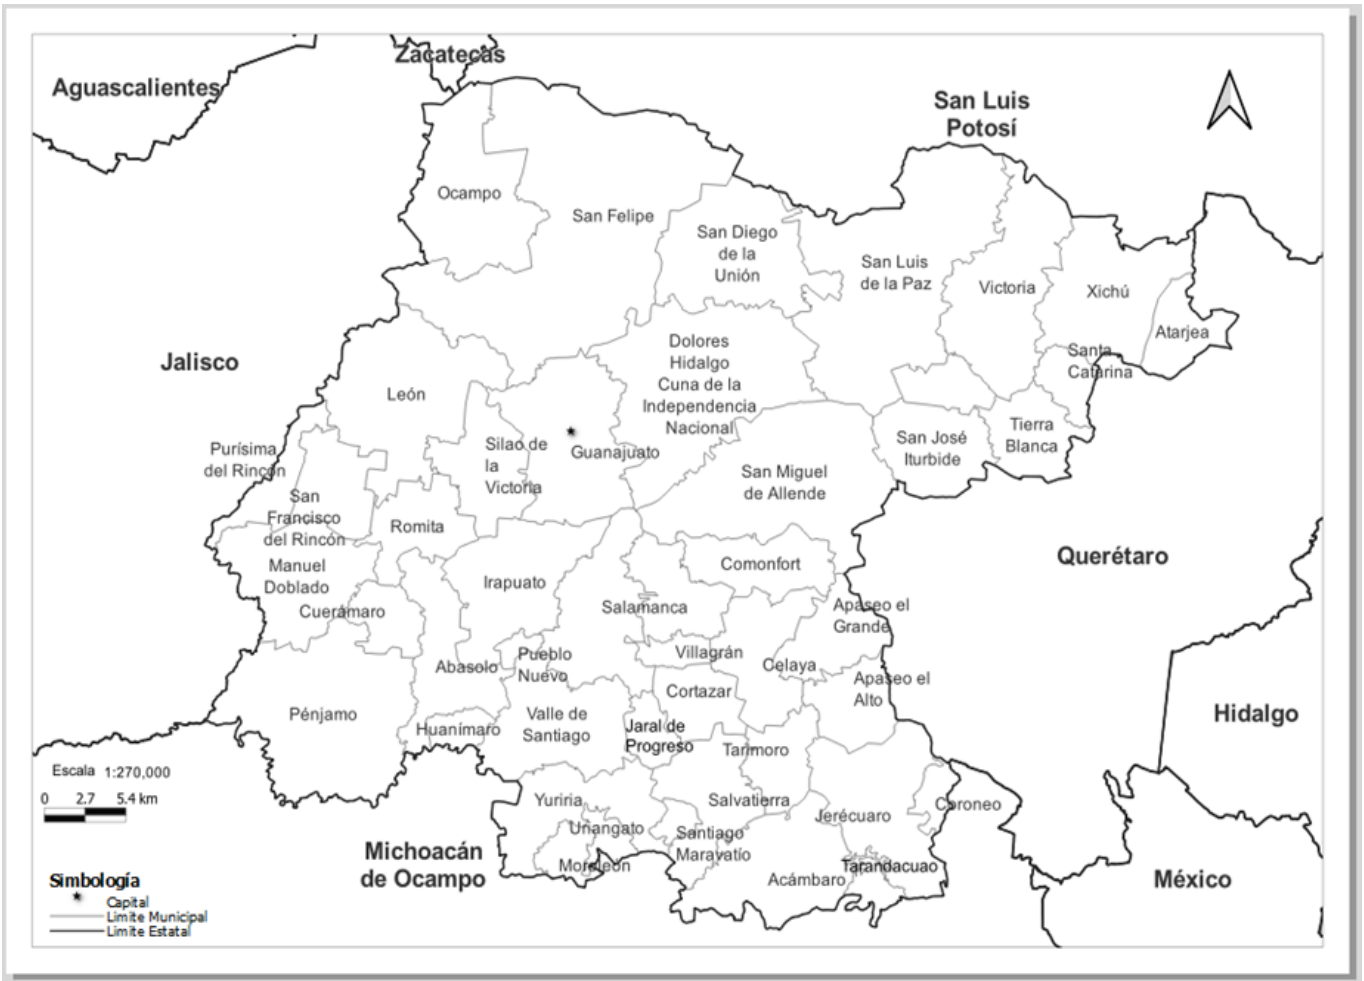 Zacatecas
Aguascalientes
San Luis
Potosí
Ocampo
San Felipe
San Diego
de la
Unión
San Luis
de la Paz
Victoria
Xichú
Atarjea
Santa
Catarina
Jalisco
Dolores
Hidalgo
Cuna de la
Independencia
Nacional
León
Silao de
la
Victoria
Guanajuato
San José
Iturbide
Tierra
Blanca
Purísima
del Rincón
San
Francisco
del Rincón
San Miguel
de Allende
Romita
Manuel
Doblado
Cuerámaro
Irapuato
Comonfort
Querétaro
Salamanca
Apaseo el
Grande
Abasolo
Pueblo
Nuevo
Villagrán
Celaya
Cortazar
Apaseo el
Alto
Pénjamo
Huanímaro
Valle de
Santiago
Jaral de
Progreso
Tarimoro
Hidalgo
Escala 1:270,000
0 2.7 5.4 km
Yuriria
Salvatierra
Jerécuaro
Coroneo
Uriangato
Santiago
Maravatío
Moroleón
Tarandacuao
Acámbaro
Michoacán
de Ocampo
México
Simbología
Capital
Limite Municipal
Limite Estatal